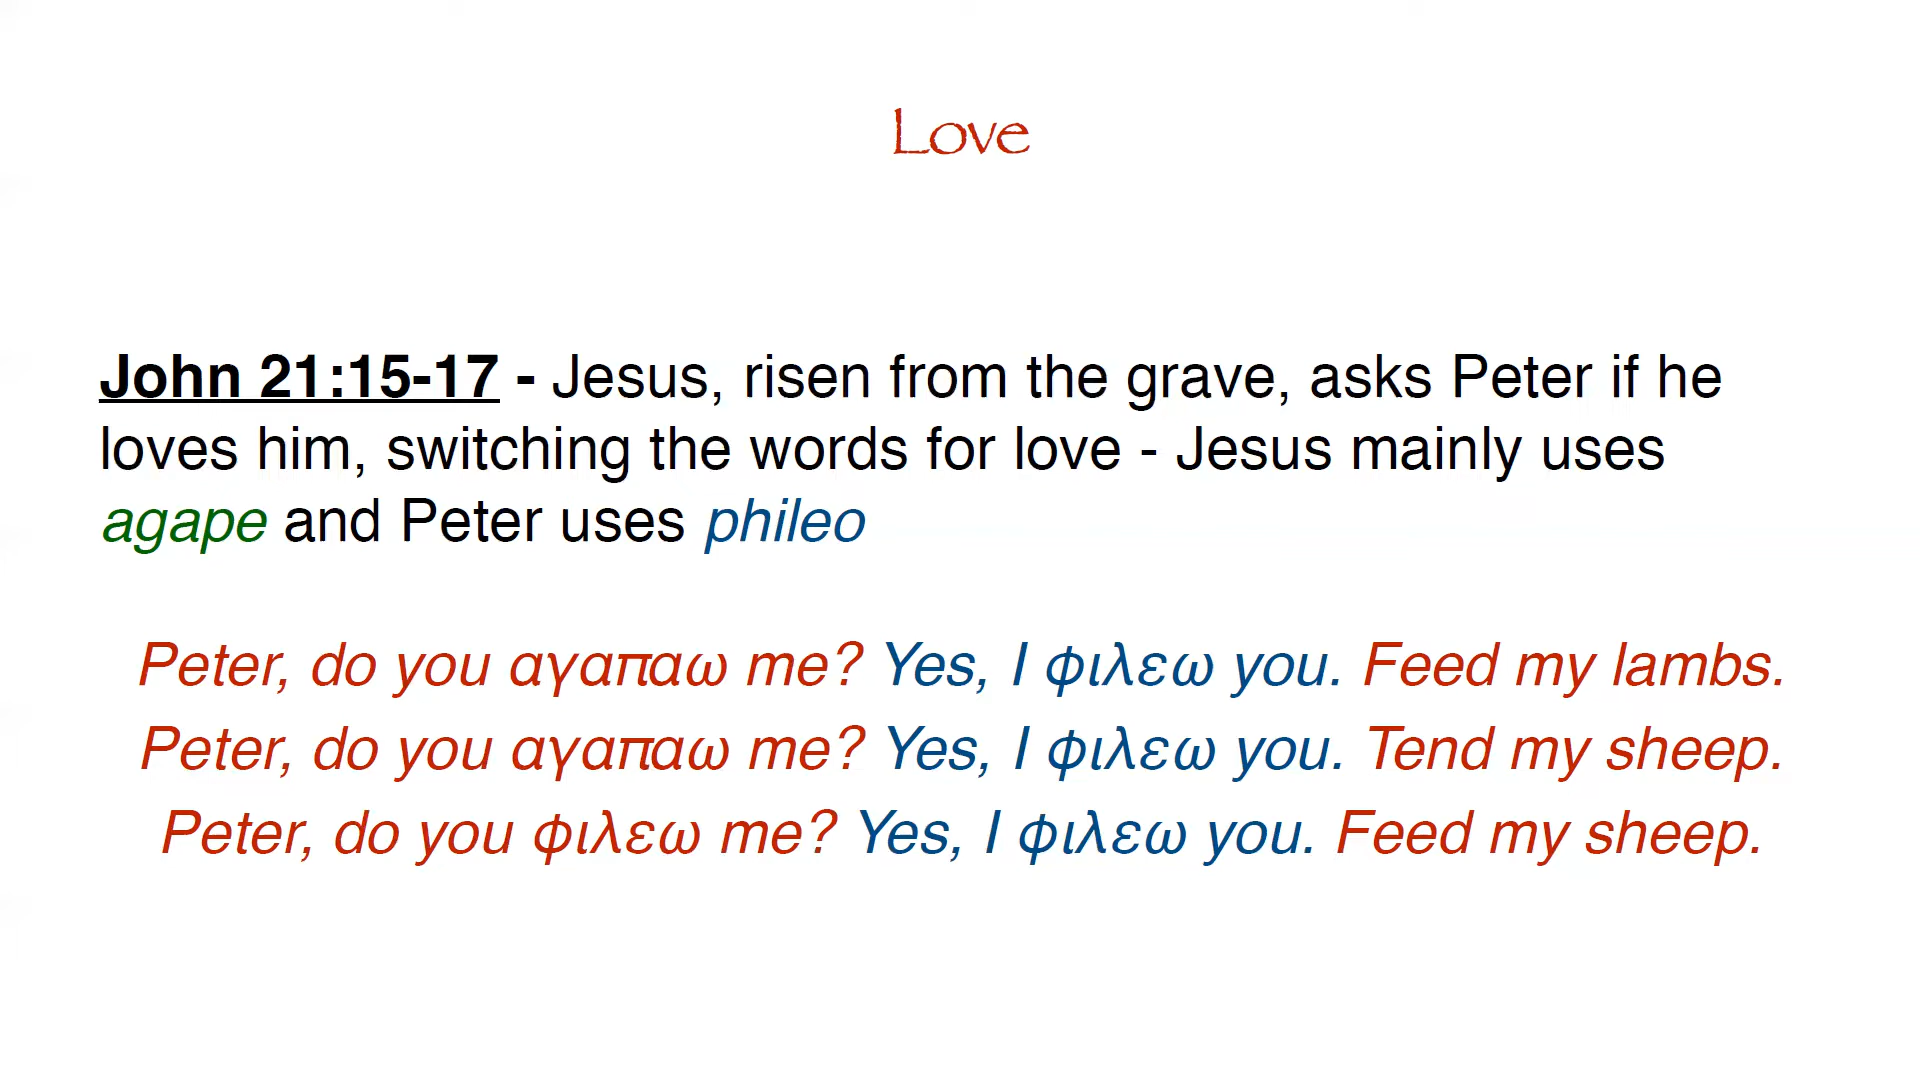 Love
John 21:15-17 - Jesus, risen from the grave, asks Peter if he
loves him, switching the words for love - Jesus mainly uses
agape and Peter uses phileo
Peter, do you αγαπαω me? Yes, I φιλεω you. Feed my lambs.
Peter, do you αγαπαω me? Yes, I φιλεω you. Tend my sheep.
Peter, do you φιλεω me? Yes, I φιλεω you. Feed my sheep.